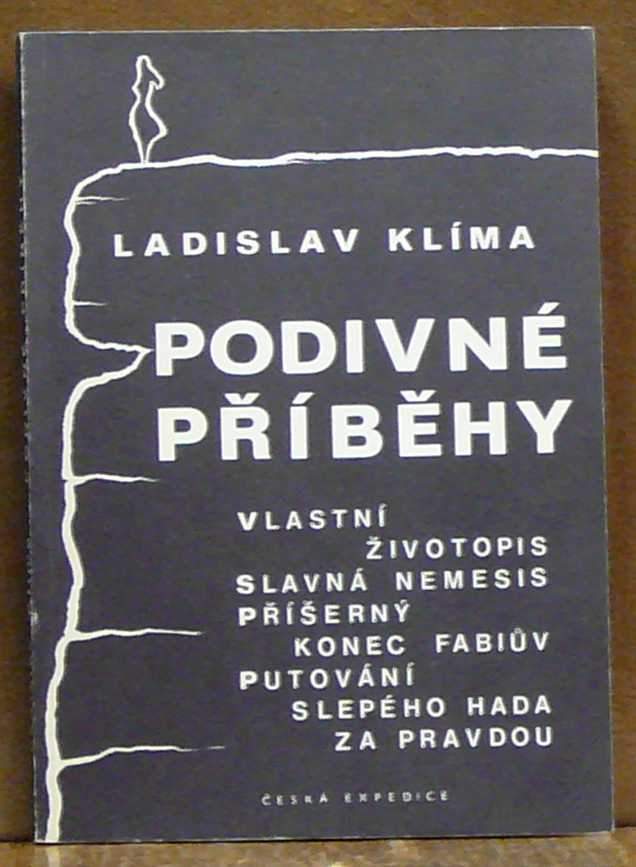 LADISLAV KLÍMA
PODIVNÉ
PŘÍBĚHY
VLASTNÍ
ŽIVOTOPIS
SLAVNÁ NEMESIS
PŘÍŠERNÝ
KONEC FABIŮV
PUTOVÁNÍ
SLEPÉHO HADA
ZA PRAVDOU
ČESKÁ EXPEDICE